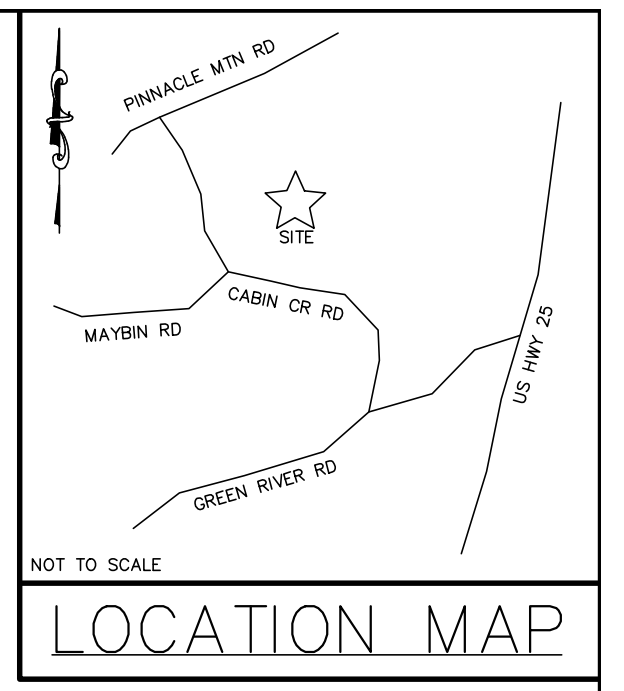 PINNACLE MTN RD
SITE
CABIN CR RD
MAYBIN RD
US HWY 25
GREEN RIVER RD
NOT TO SCALE
LOCATION MAP